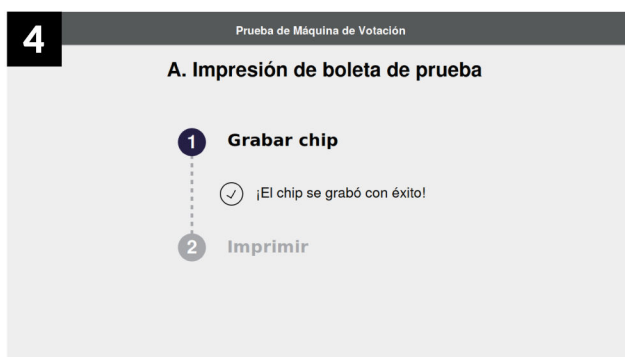 4
Prueba de Máquina de Votación
A. Impresión de boleta de prueba
1 Grabar chip
¡El chip se grabó con éxito!
2 Imprimir